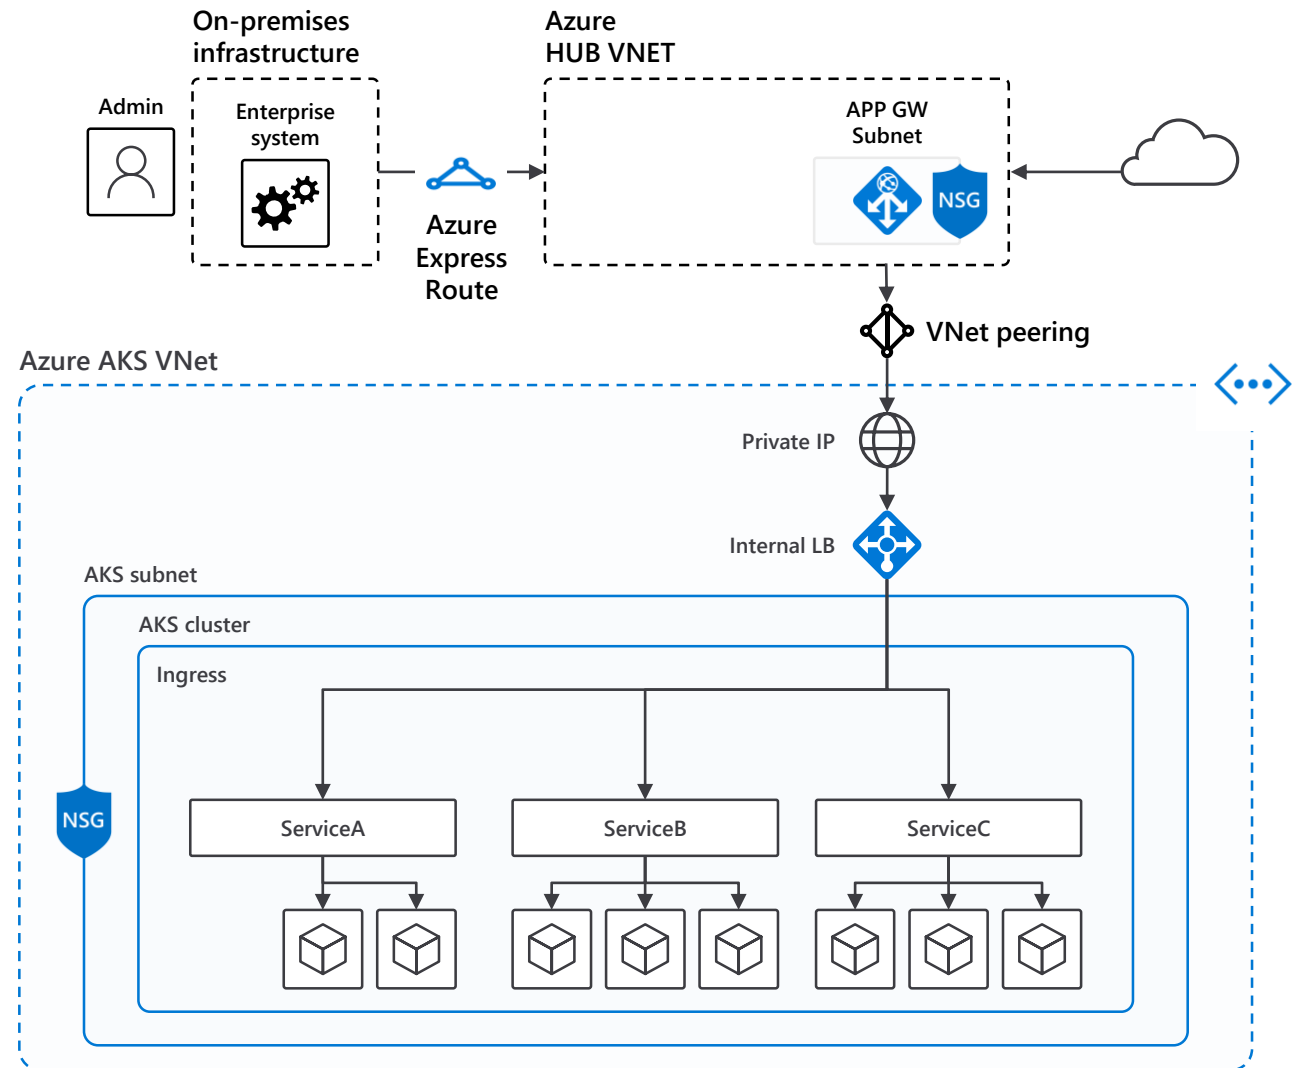 On-premises
infrastructure
Azure
HUB VNET
Admin
Enterprise
system
APP GW
Subnet
NSG
Azure
Express
Route
VNet peering
Azure AKS VNet
Private IP
Internal LB
AKS subnet
AKS cluster
Ingress
NSG
ServiceA
ServiceB
ServiceC